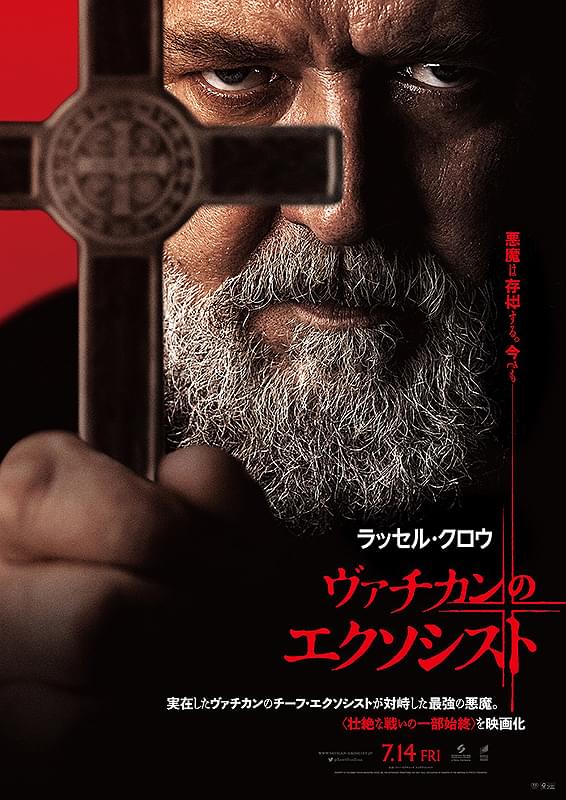 悪魔は存在する。今でも
ラッセル・クロウ
ヴァチカンの
エクソシスト
実在したヴァチカンのチーフ・エクソシストが対峙した最強の悪魔。
〈壮絶な戦いの一部始終〉を映画化
7.14 FRI